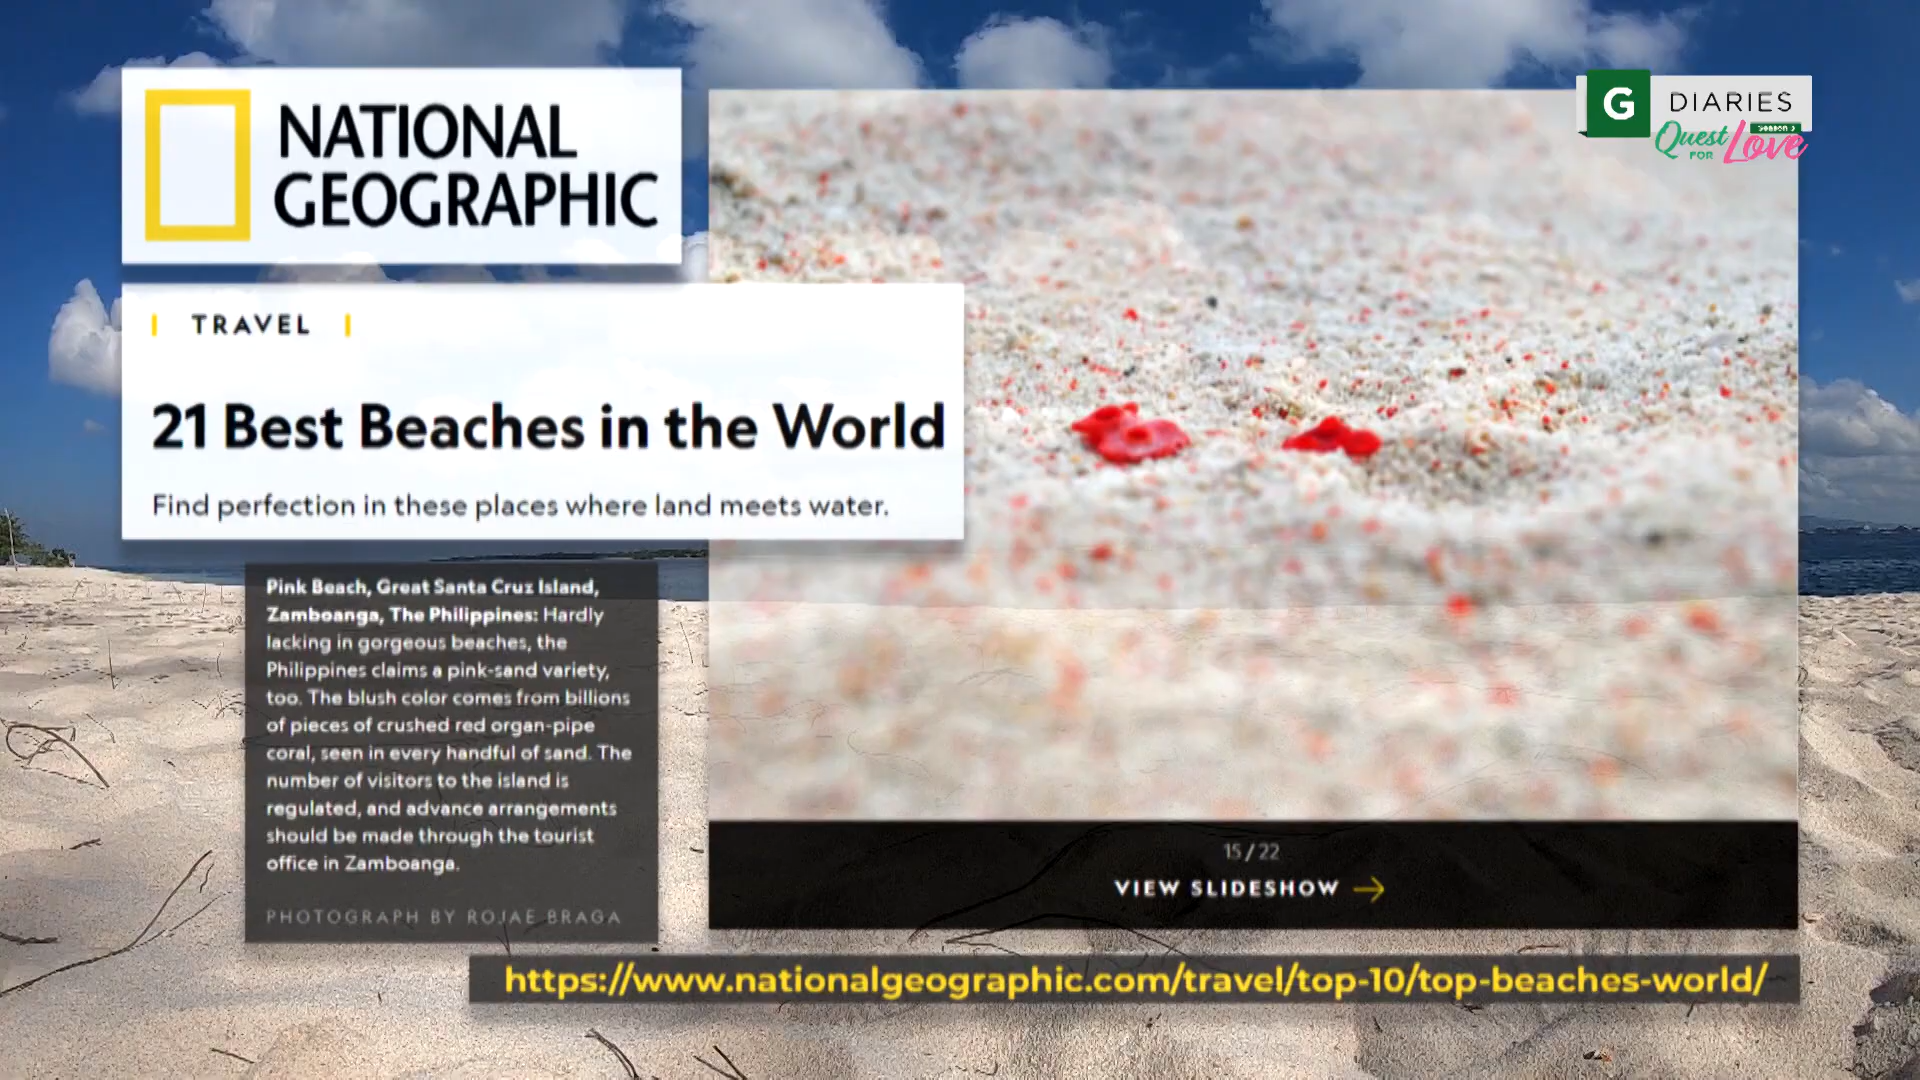 NATIONAL
GEOGRAPHIC
G DIARIES
SEASON 3
Quest FOR Love
TRAVEL
21 Best Beaches in the World
Find perfection in these places where land meets water.
Pink Beach, Great Santa Cruz Island,
Zamboanga, The Philippines: Hardly
lacking in gorgeous beaches, the
Philippines claims a pink-sand variety,
too. The blush color comes from billions
of pieces of crushed red organ-pipe
coral, seen in every handful of sand. The
number of visitors to the island is
regulated, and advance arrangements
should be made through the tourist
office in Zamboanga.
PHOTOGRAPH BY ROJAE BRAGA
15/22
VIEW SLIDESHOW
https://www.nationalgeographic.com/travel/top-10/top-beaches-world/